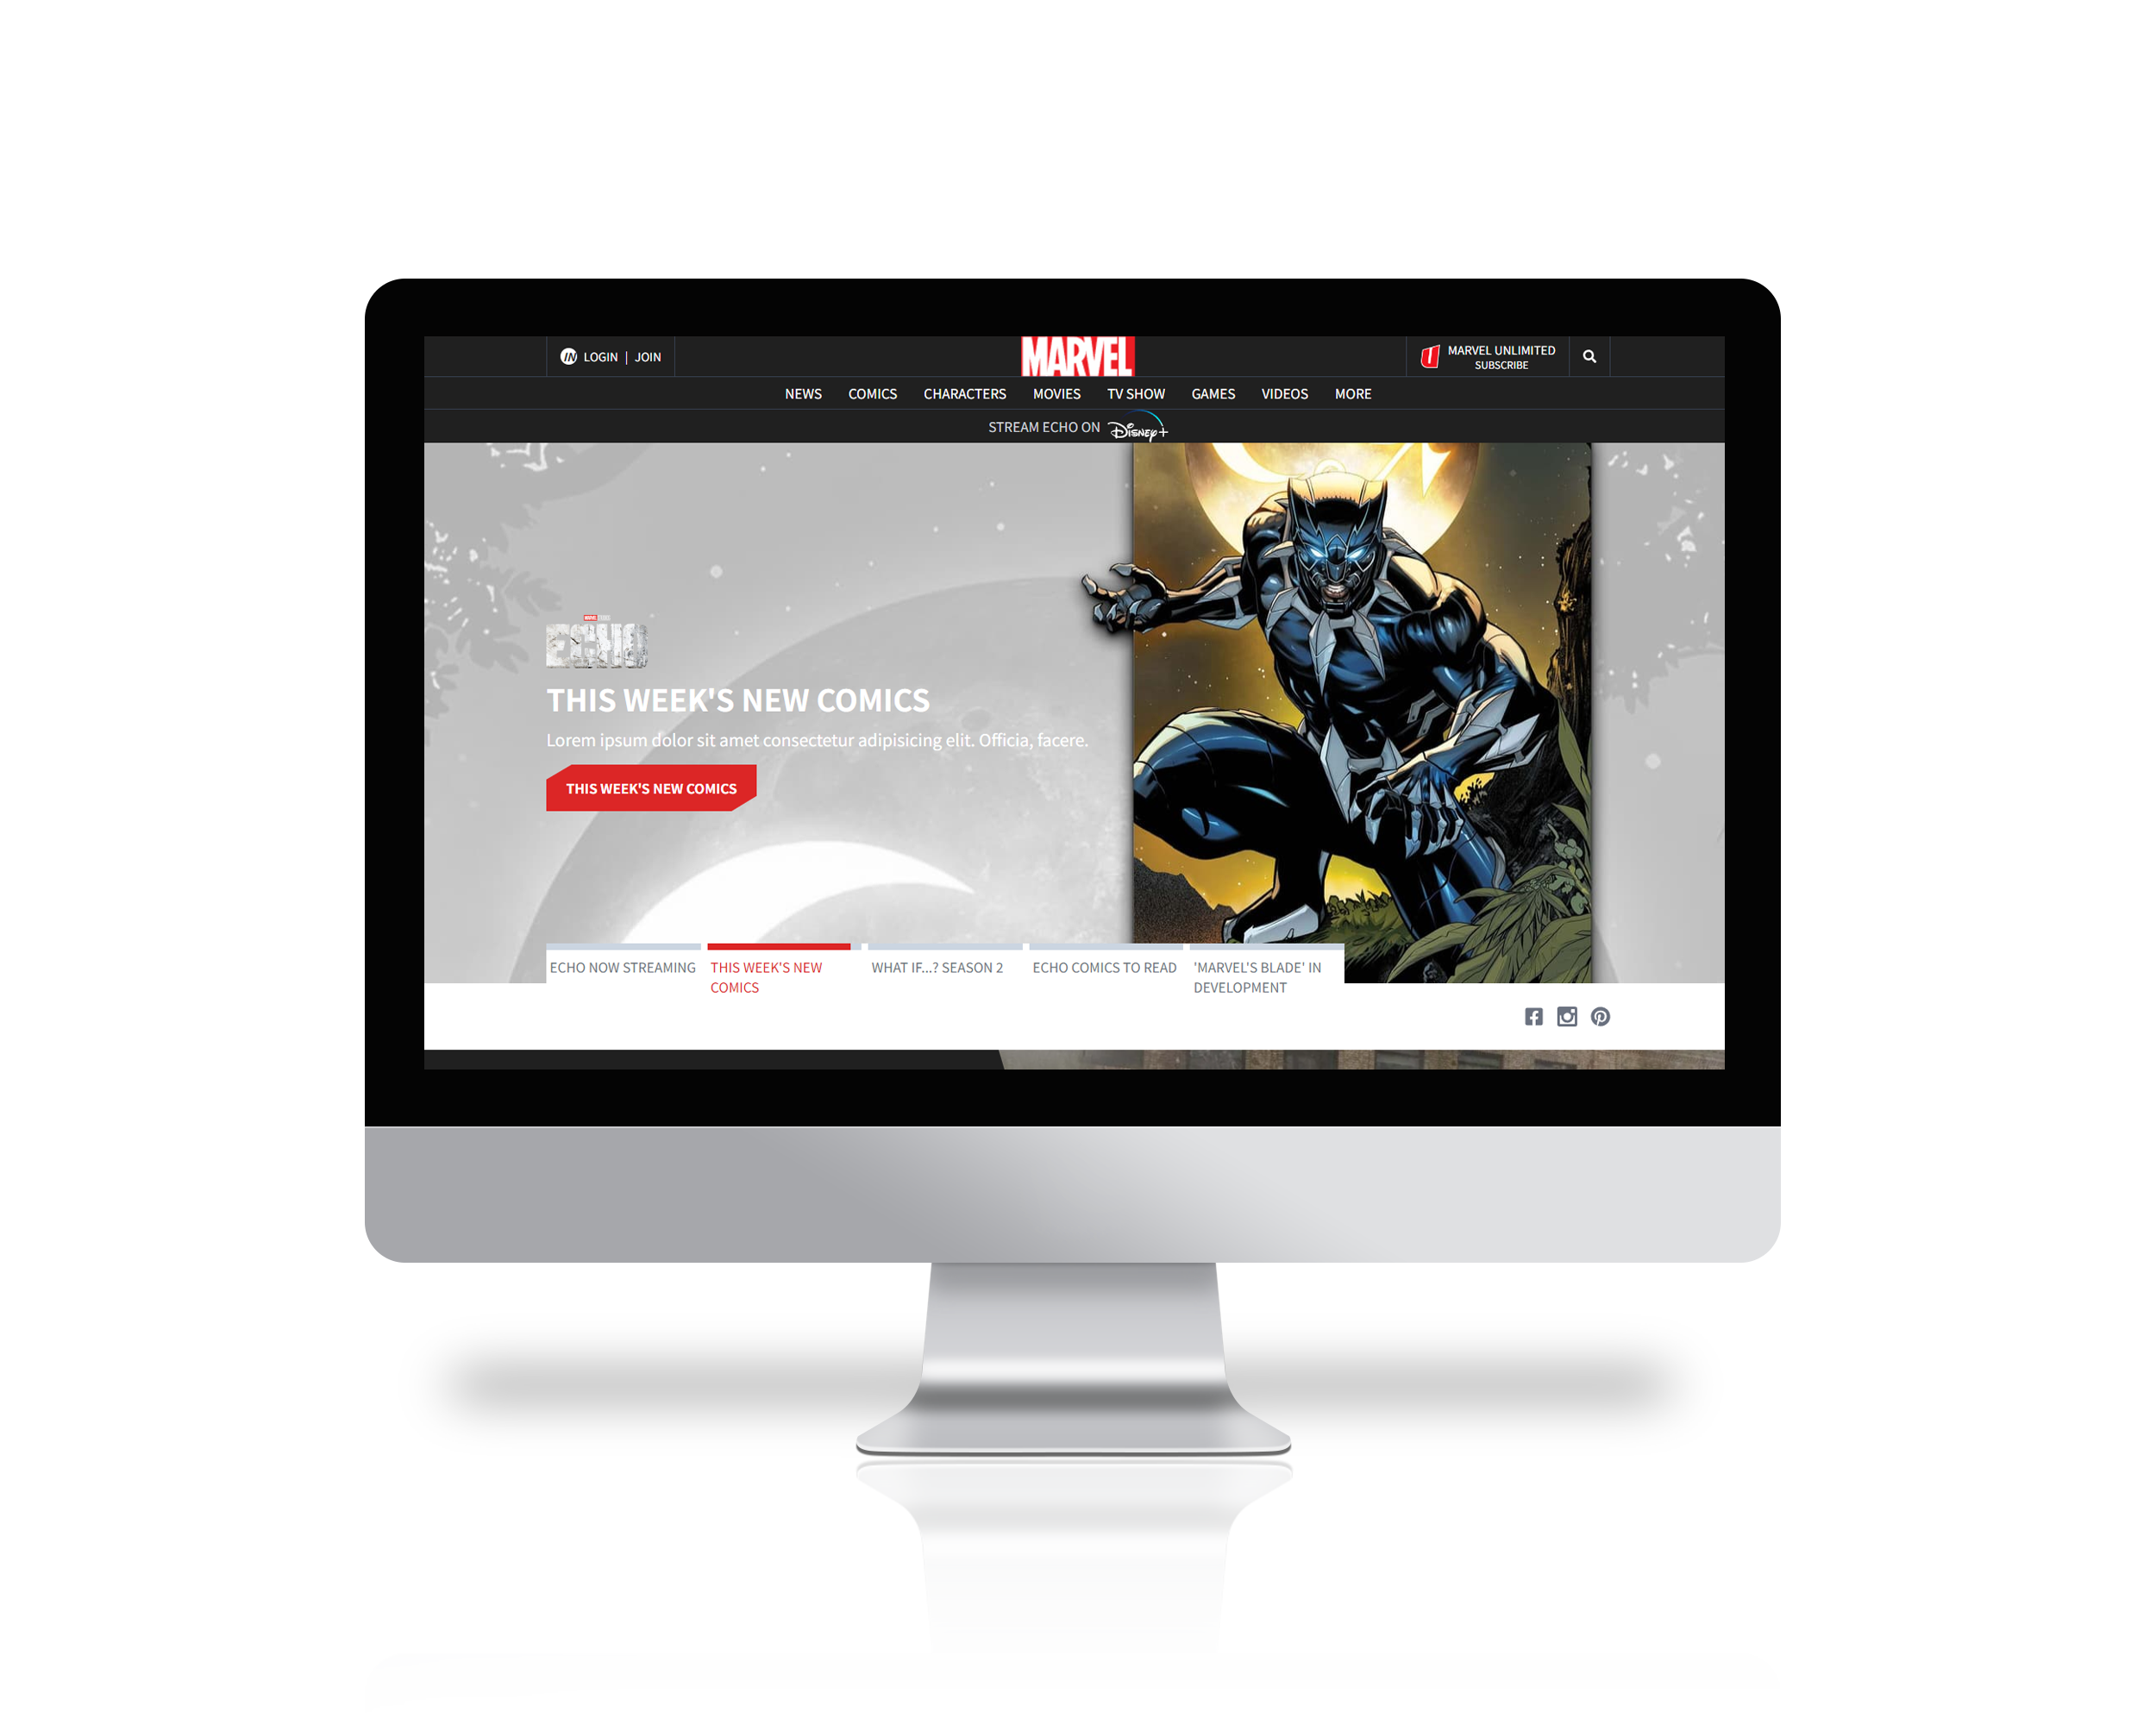 IN LOGIN | JOIN
MARVEL
MARVEL UNLIMITED
SUBSCRIBE
NEWS COMICS CHARACTERS MOVIES TV SHOW GAMES VIDEOS MORE
STREAM ECHO ON Disney+
MARVEL
ECHO
THIS WEEK'S NEW COMICS
Lorem ipsum dolor sit amet consectetur adipisicing elit. Officia, facere.
THIS WEEK'S NEW COMICS
ECHO NOW STREAMING
THIS WEEK'S NEW
COMICS
WHAT IF...? SEASON 2
ECHO COMICS TO READ
'MARVEL'S BLADE' IN
DEVELOPMENT